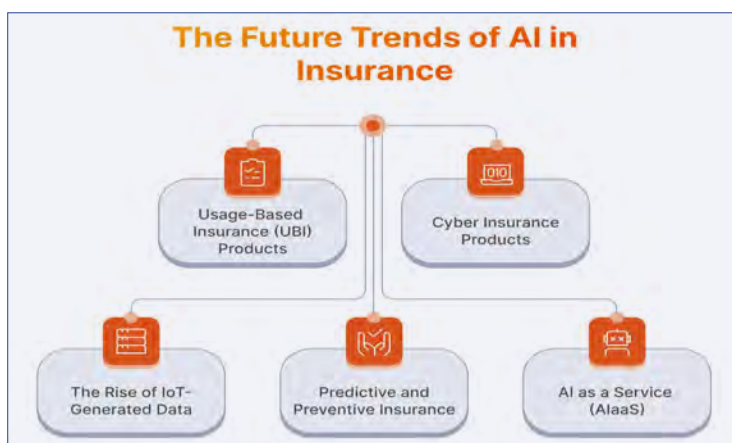 The Future Trends of AI in
Insurance
010
Usage-Based
Insurance (UBI)
Products
Cyber Insurance
Products
The Rise of IoT-
Generated Data
Predictive and
Preventive Insurance
AI as a Service
(AIaaS)